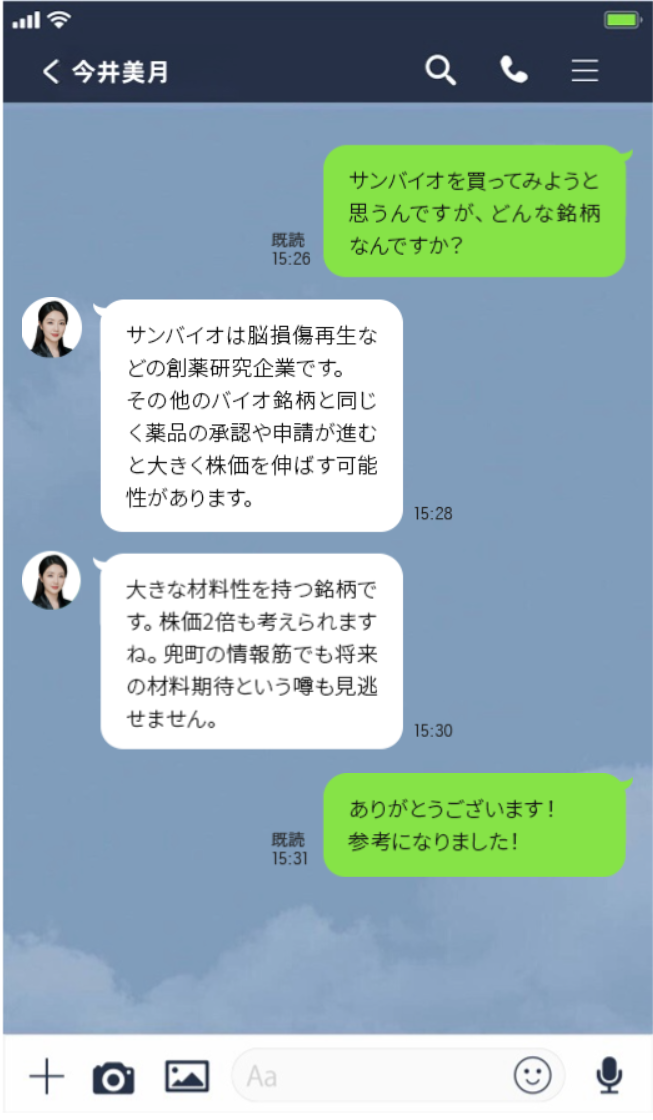 今井美月
サンバイオを買ってみようと
思うんですが、どんな銘柄
なんですか?
既読
15:26
サンバイオは脳損傷再生な
どの創薬研究企業です。
その他のバイオ銘柄と同じ
く薬品の承認や申請が進む
と大きく株価を伸ばす可能
性があります。
15:28
大きな材料性を持つ銘柄で
す。株価2倍も考えられます
ね。兜町の情報筋でも将来
の材料期待という噂も見逃
せません。
15:30
ありがとうございます!
参考になりました!
既読
15:31
Aa